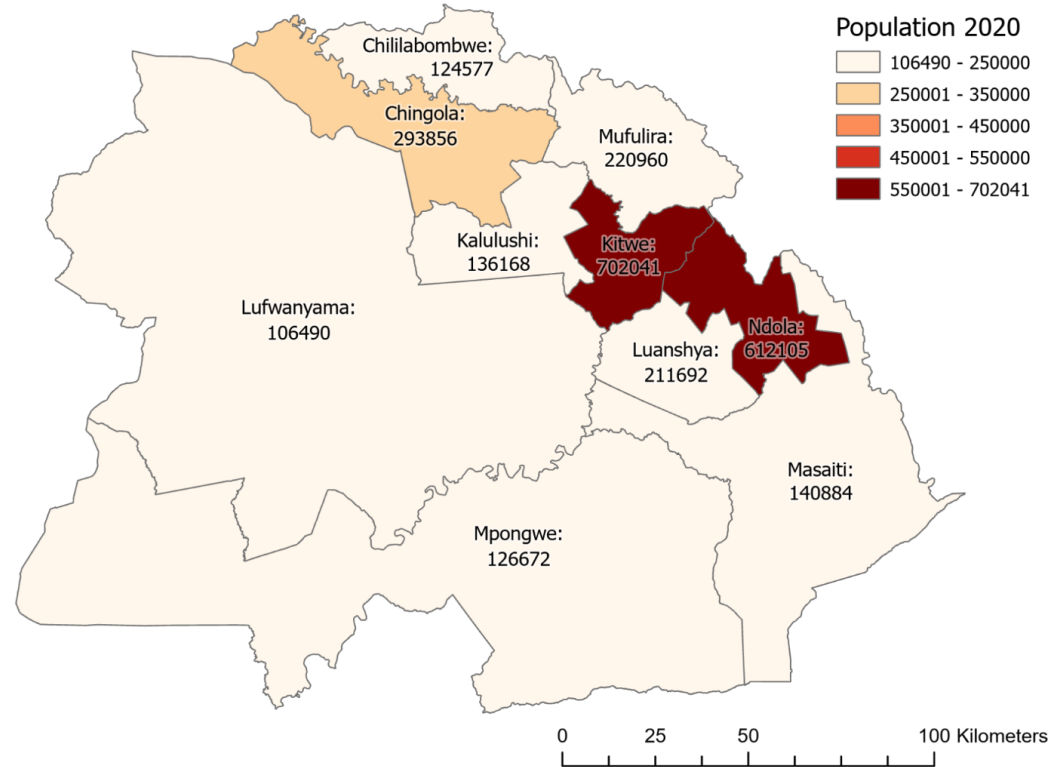 Population 2020
106490 - 250000
250001 - 350000
350001 - 450000
450001 - 550000
550001 - 702041
Chililabombwe:
124577
Chingola:
293856
Mufulira:
220960
Kalulushi:
136168
Kitwe:
702041
Lufwanyama:
106490
Ndola:
612105
Luanshya:
211692
Masaiti:
140884
Mpongwe:
126672
0 25 50 100 Kilometers